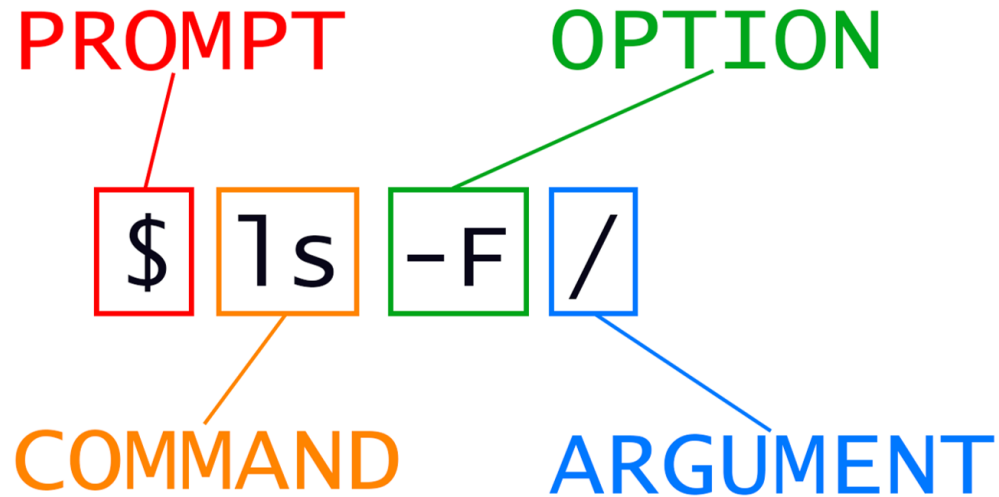 PROMPT OPTION
$ ls -F /
COMMAND ARGUMENT